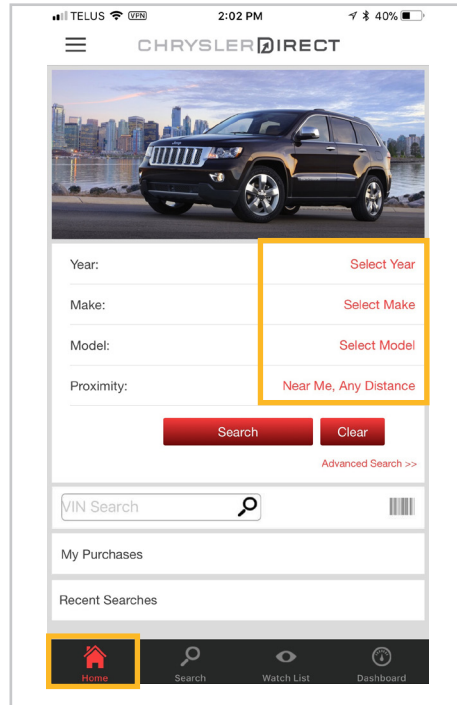 TELUS VPN 2:02 PM 40%
CHRYSLER DIRECT
Jeep
Year: Select Year
Make: Select Make
Model: Select Model
Proximity: Near Me, Any Distance
Search Clear
Advanced Search >>
VIN Search
My Purchases
Recent Searches
Home Search Watch List Dashboard